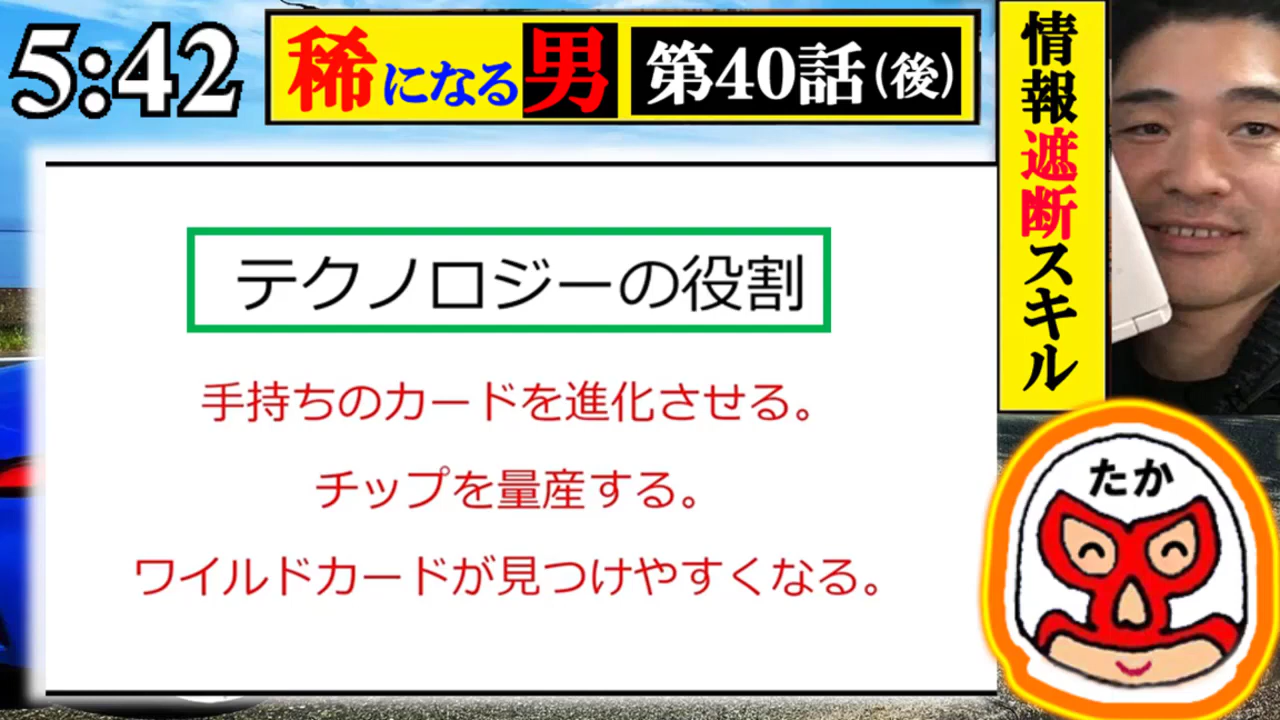 5:42
稀になる男 第40話(後)
情報遮断スキル
テクノロジーの役割
手持ちのカードを進化させる。
チップを量産する。
ワイルドカードが見つけやすくなる。
たか